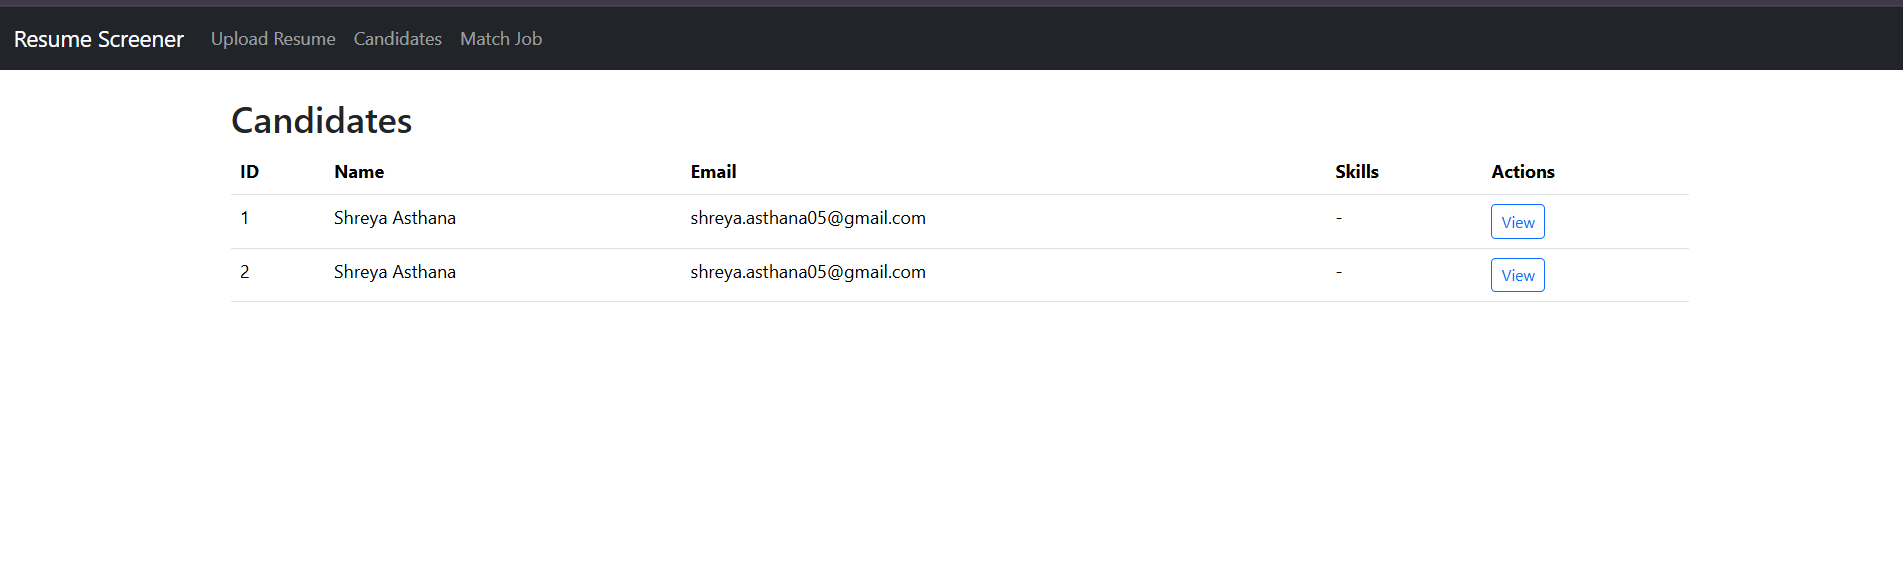 Resume Screener Upload Resume Candidates Match Job
Candidates
ID Name Email Skills Actions
1 Shreya Asthana shreya.asthana05@gmail.com - View
2 Shreya Asthana shreya.asthana05@gmail.com - View